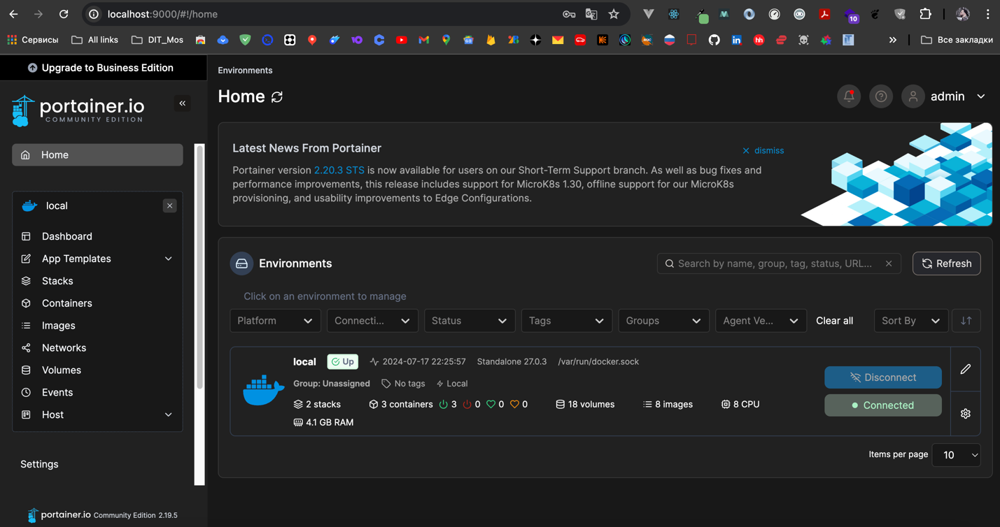 localhost:9000/#!/home
10
Сервисы All links DIT_Mos Все закладки
Upgrade to Business Edition
portainer.io
COMMUNITY EDITION
Home
local
Dashboard
App Templates
Stacks
Containers
Images
Networks
Volumes
Events
Host
Settings
portainer.io Community Edition 2.19.5
Environments
Home
admin
Latest News From Portainer
dismiss
Portainer version 2.20.3 STS is now available for users on our Short-Term Support branch. As well as bug fixes and
performance improvements, this release includes support for MicroK8s 1.30, offline support for our MicroK8s
provisioning, and usability improvements to Edge Configurations.
Environments
Search by name, group, tag, status, URL...
Refresh
Click on an environment to manage
Platform Connecti... Status Tags Groups Agent Ve... Clear all Sort By
local Up 2024-07-17 22:25:57 Standalone 27.0.3 /var/run/docker.sock
Group: Unassigned No tags Local
2 stacks 3 containers 3 0 0 0 18 volumes 8 images 8 CPU
4.1 GB RAM
Disconnect
Connected
Items per page 10